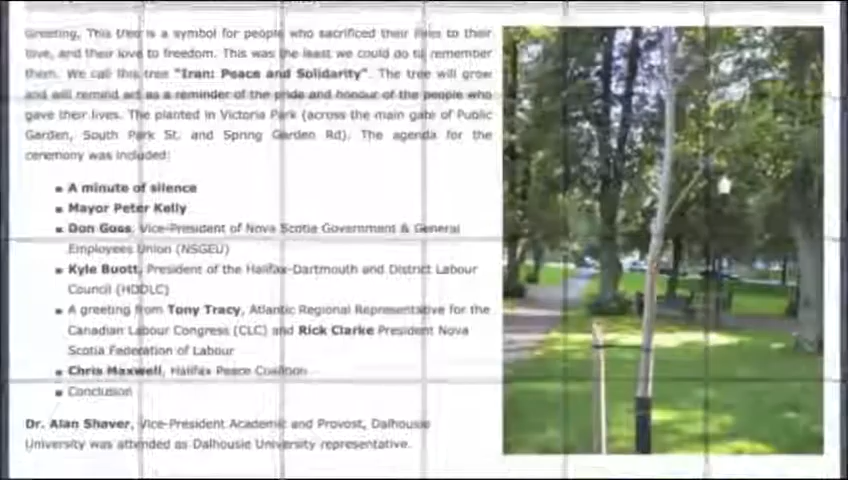 Greeting, This tree is a symbol for people who sacrificed their lives to their
love, and their love to freedom. This was the least we could do to remember
them. We call this tree "Iran: Peace and Solidarity". The tree will grow
and will remind act as a reminder of the pride and honour of the people who
gave their lives. The planted in Victoria Park (across the main gate of Public
Garden, South Park St. and Spring Garden Rd). The agenda for the
ceremony was included:
▪ A minute of silence
▪ Mayor Peter Kelly
▪ Don Goss, Vice-President of Nova Scotia Government & General
Employees Union (NSGEU)
▪ Kyle Buott, President of the Halifax-Dartmouth and District Labour
Council (HDDLC)
▪ A greeting from Tony Tracy, Atlantic Regional Representative for the
Canadian Labour Congress (CLC) and Rick Clarke President Nova
Scotia Federation of Labour
▪ Chris Maxwell, Halifax Peace Coalition
▪ Conclusion
Dr. Alan Shaver, Vice-President Academic and Provost, Dalhousie
University was attended as Dalhousie University representative.